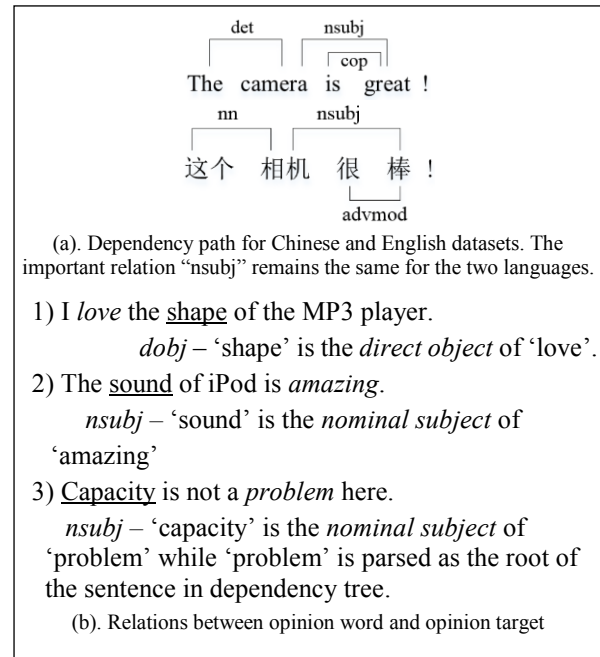 det nsubj
cop
The camera is great !
nn nsubj
这个 相机 很 棒 !
advmod
(a). Dependency path for Chinese and English datasets. The
important relation “nsubj” remains the same for the two languages.
1) I love the shape of the MP3 player.
dobj – ‘shape’ is the direct object of ‘love’.
2) The sound of iPod is amazing.
nsubj – ‘sound’ is the nominal subject of
‘amazing’
3) Capacity is not a problem here.
nsubj – ‘capacity’ is the nominal subject of
‘problem’ while ‘problem’ is parsed as the root of
the sentence in dependency tree.
(b). Relations between opinion word and opinion target